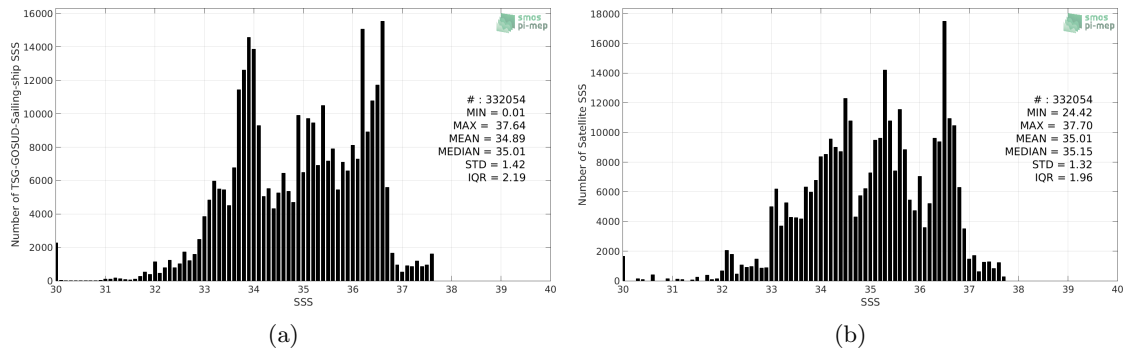 16000
14000
12000
10000
8000
6000
4000
2000
0
Number of TSG-GOSUD-Sailing-ship SSS
30 31 32 33 34 35 36 37 38 39 40
SSS
smos
pi-mep
# : 332054
MIN = 0.01
MAX = 37.64
MEAN = 34.89
MEDIAN = 35.01
STD = 1.42
IQR = 2.19
(a)
18000
16000
14000
12000
10000
8000
6000
4000
2000
0
Number of Satellite SSS
30 31 32 33 34 35 36 37 38 39 40
SSS
smos
pi-mep
# : 332054
MIN = 24.42
MAX = 37.70
MEAN = 35.01
MEDIAN = 35.15
STD = 1.32
IQR = 1.96
(b)